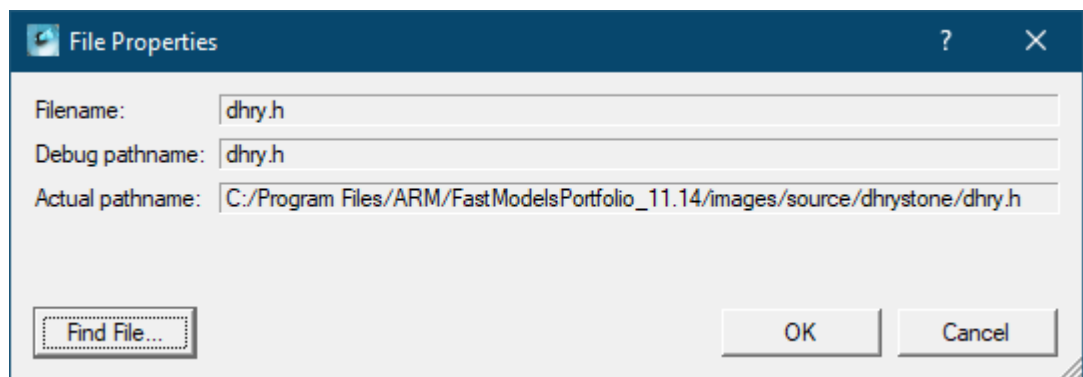 File Properties ?
Filename: dhry.h
Debug pathname: dhry.h
Actual pathname: C:/Program Files/ARM/FastModelsPortfolio_11.14/images/source/dhrystone/dhry.h
Find File... OK Cancel